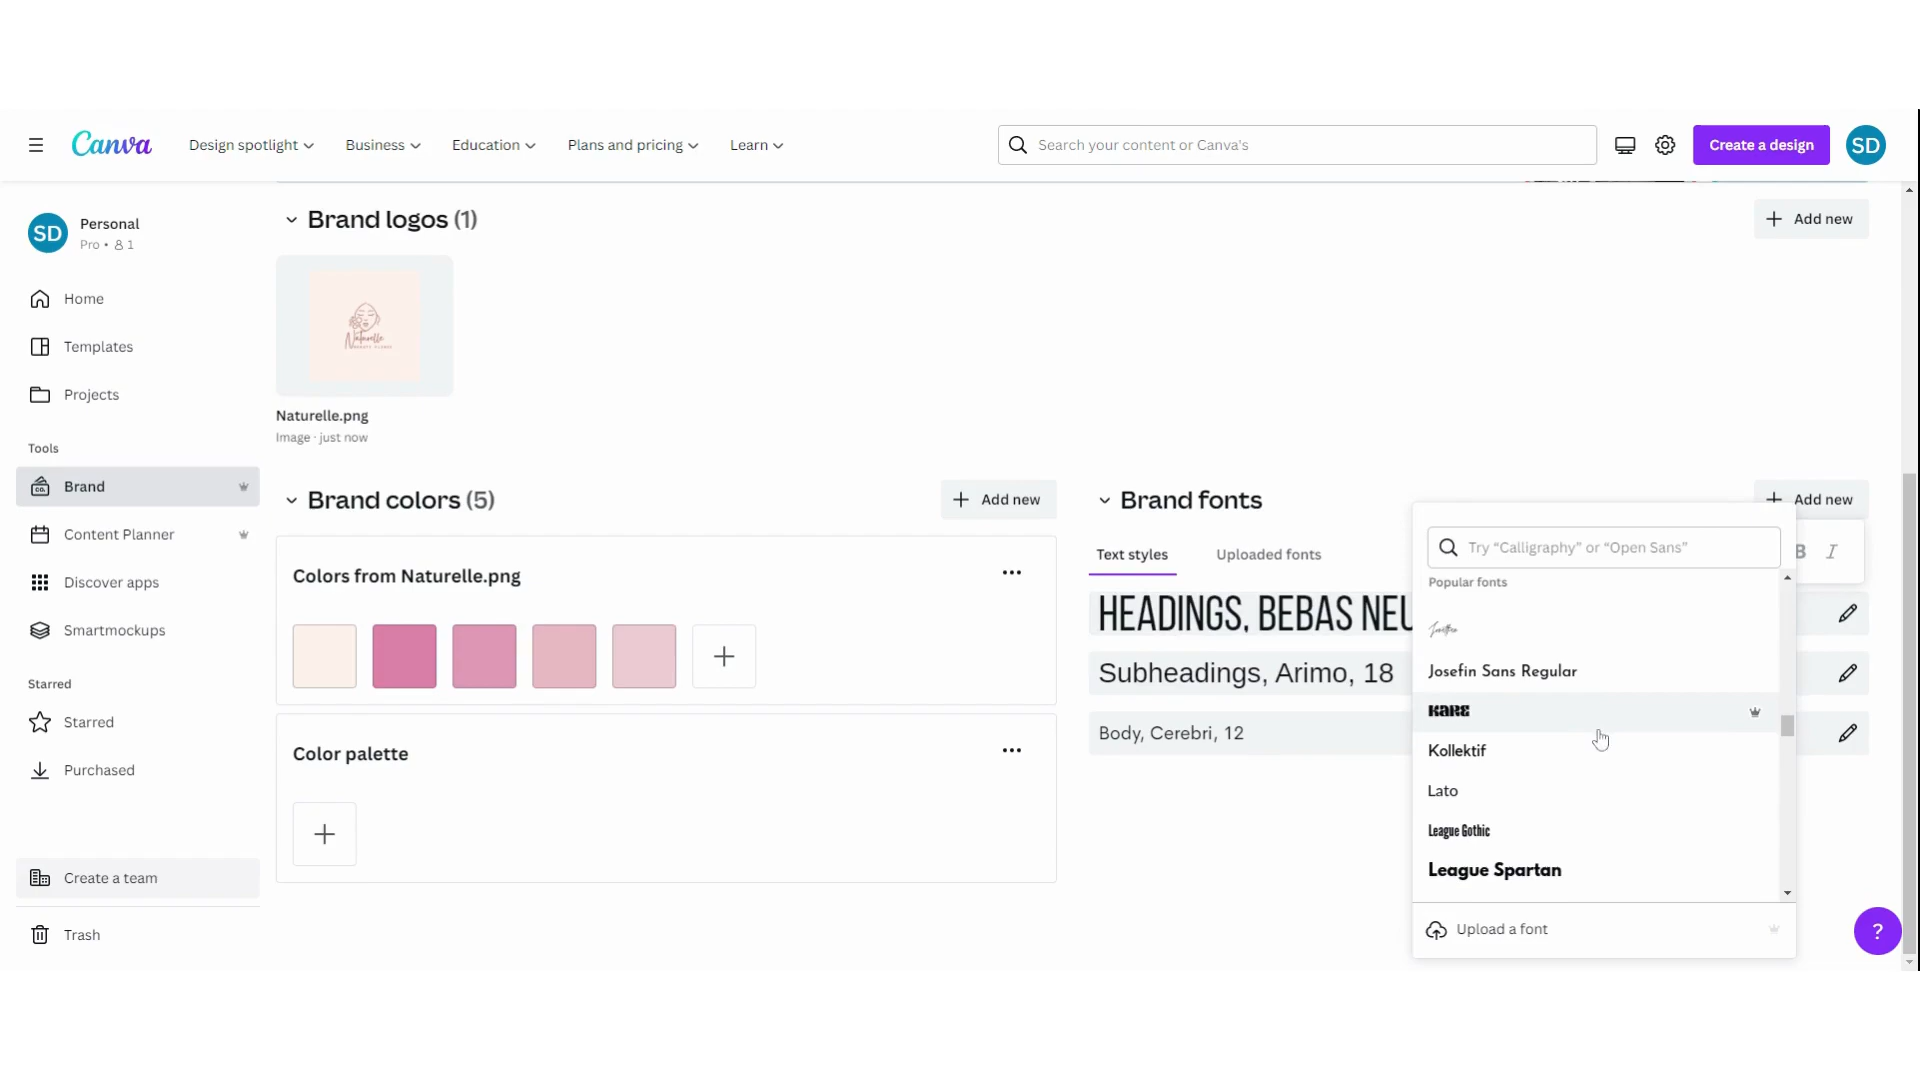 Canva
Design spotlight
Business
Education
Plans and pricing
Learn
Search your content or Canva's
Create a design
SD
SD
Personal
Pro • 1
Home
Templates
Projects
Tools
CO.
Brand
Content Planner
Discover apps
Smartmockups
Starred
Starred
Purchased
Create a team
Trash
Brand logos (1)
Add new
Naturelle
Naturelle.png
Image · just now
Brand colors (5)
Add new
Colors from Naturelle.png
Color palette
Brand fonts
Add new
Text styles
Uploaded fonts
HEADINGS, BEBAS NEU
Subheadings, Arimo, 18
Body, Cerebri, 12
B I
Try “Calligraphy” or “Open Sans”
Popular fonts
Josefin Sans Regular
KARE
Kollektif
Lato
League Gothic
League Spartan
Upload a font
?